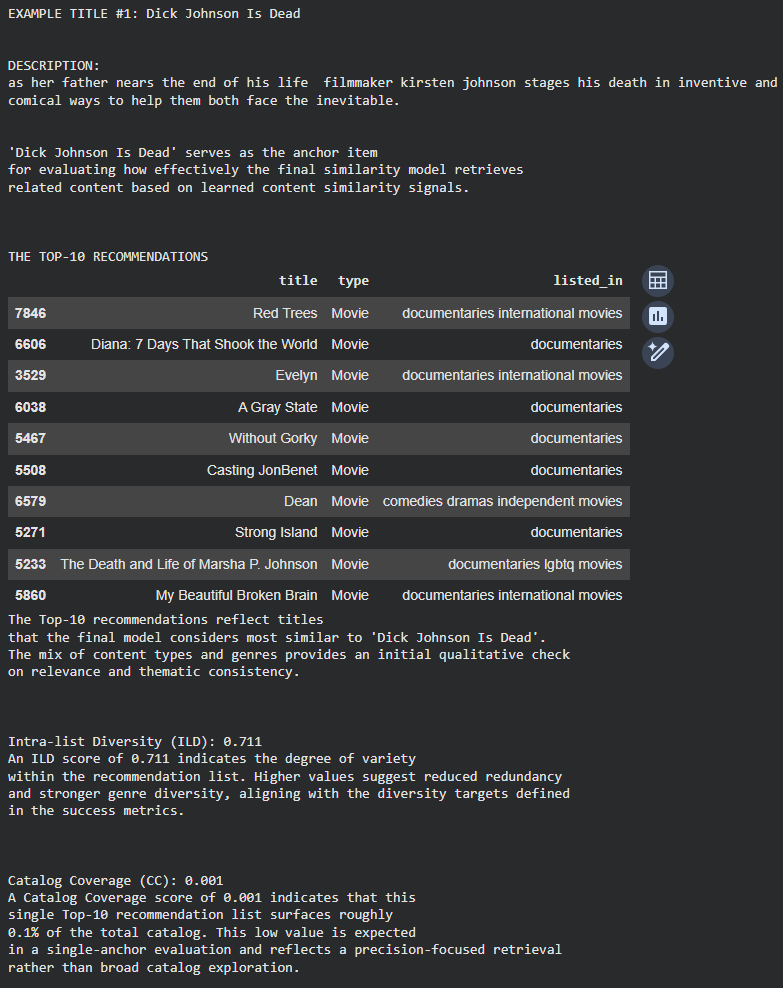 EXAMPLE TITLE #1: Dick Johnson Is Dead
DESCRIPTION:
as her father nears the end of his life  filmmaker kirsten johnson stages his death in inventive and
comical ways to help them both face the inevitable.
'Dick Johnson Is Dead' serves as the anchor item
for evaluating how effectively the final similarity model retrieves
related content based on learned content similarity signals.
THE TOP-10 RECOMMENDATIONS
title type listed_in
7846 Red Trees Movie documentaries international movies
6606 Diana: 7 Days That Shook the World Movie documentaries
3529 Evelyn Movie documentaries international movies
6038 A Gray State Movie documentaries
5467 Without Gorky Movie documentaries
5508 Casting JonBenet Movie documentaries
6579 Dean Movie comedies dramas independent movies
5271 Strong Island Movie documentaries
5233 The Death and Life of Marsha P. Johnson Movie documentaries lgbtq movies
5860 My Beautiful Broken Brain Movie documentaries international movies
The Top-10 recommendations reflect titles
that the final model considers most similar to 'Dick Johnson Is Dead'.
The mix of content types and genres provides an initial qualitative check
on relevance and thematic consistency.
Intra-list Diversity (ILD): 0.711
An ILD score of 0.711 indicates the degree of variety
within the recommendation list. Higher values suggest reduced redundancy
and stronger genre diversity, aligning with the diversity targets defined
in the success metrics.
Catalog Coverage (CC): 0.001
A Catalog Coverage score of 0.001 indicates that this
single Top-10 recommendation list surfaces roughly
0.1% of the total catalog. This low value is expected
in a single-anchor evaluation and reflects a precision-focused retrieval
rather than broad catalog exploration.